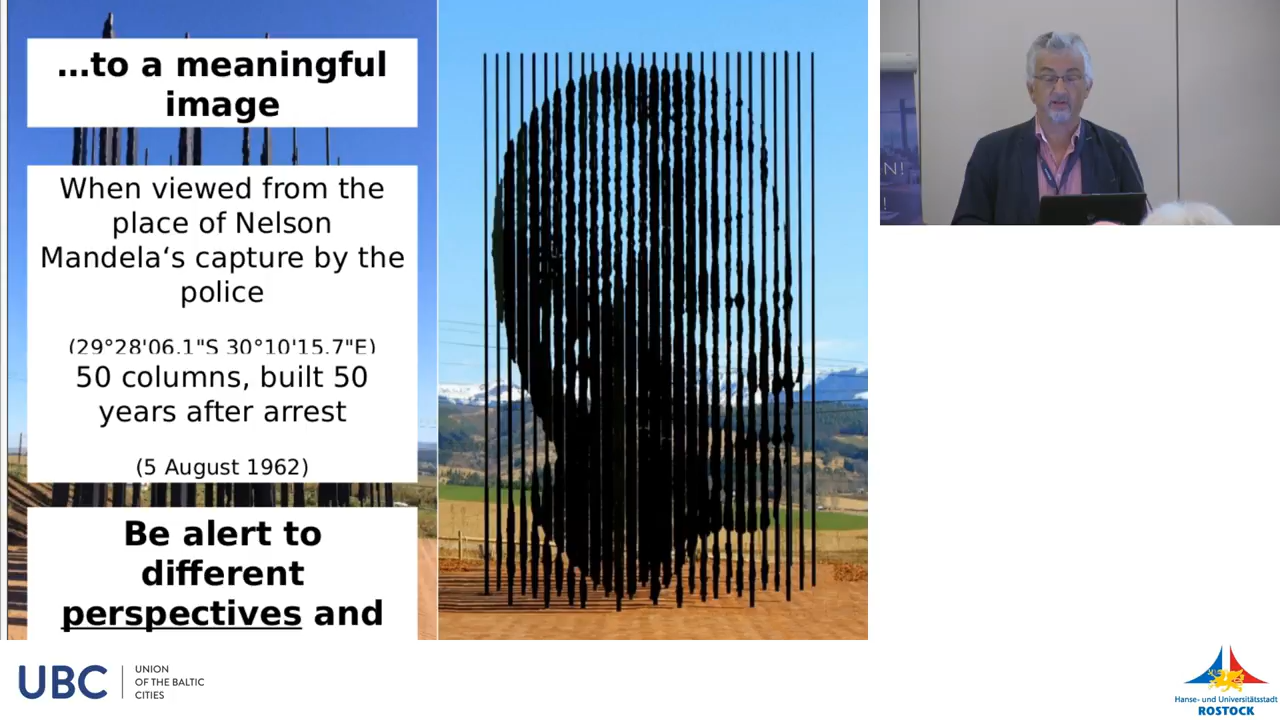 …to a meaningful
image
When viewed from the
place of Nelson
Mandela‘s capture by the
police
(29°28'06.1"S 30°10'15.7"E)
50 columns, built 50
years after arrest
(5 August 1962)
Be alert to
different
perspectives and
N!
!
UBC
UNION
OF THE BALTIC
CITIES
Hanse- und Universitätsstadt
ROSTOCK